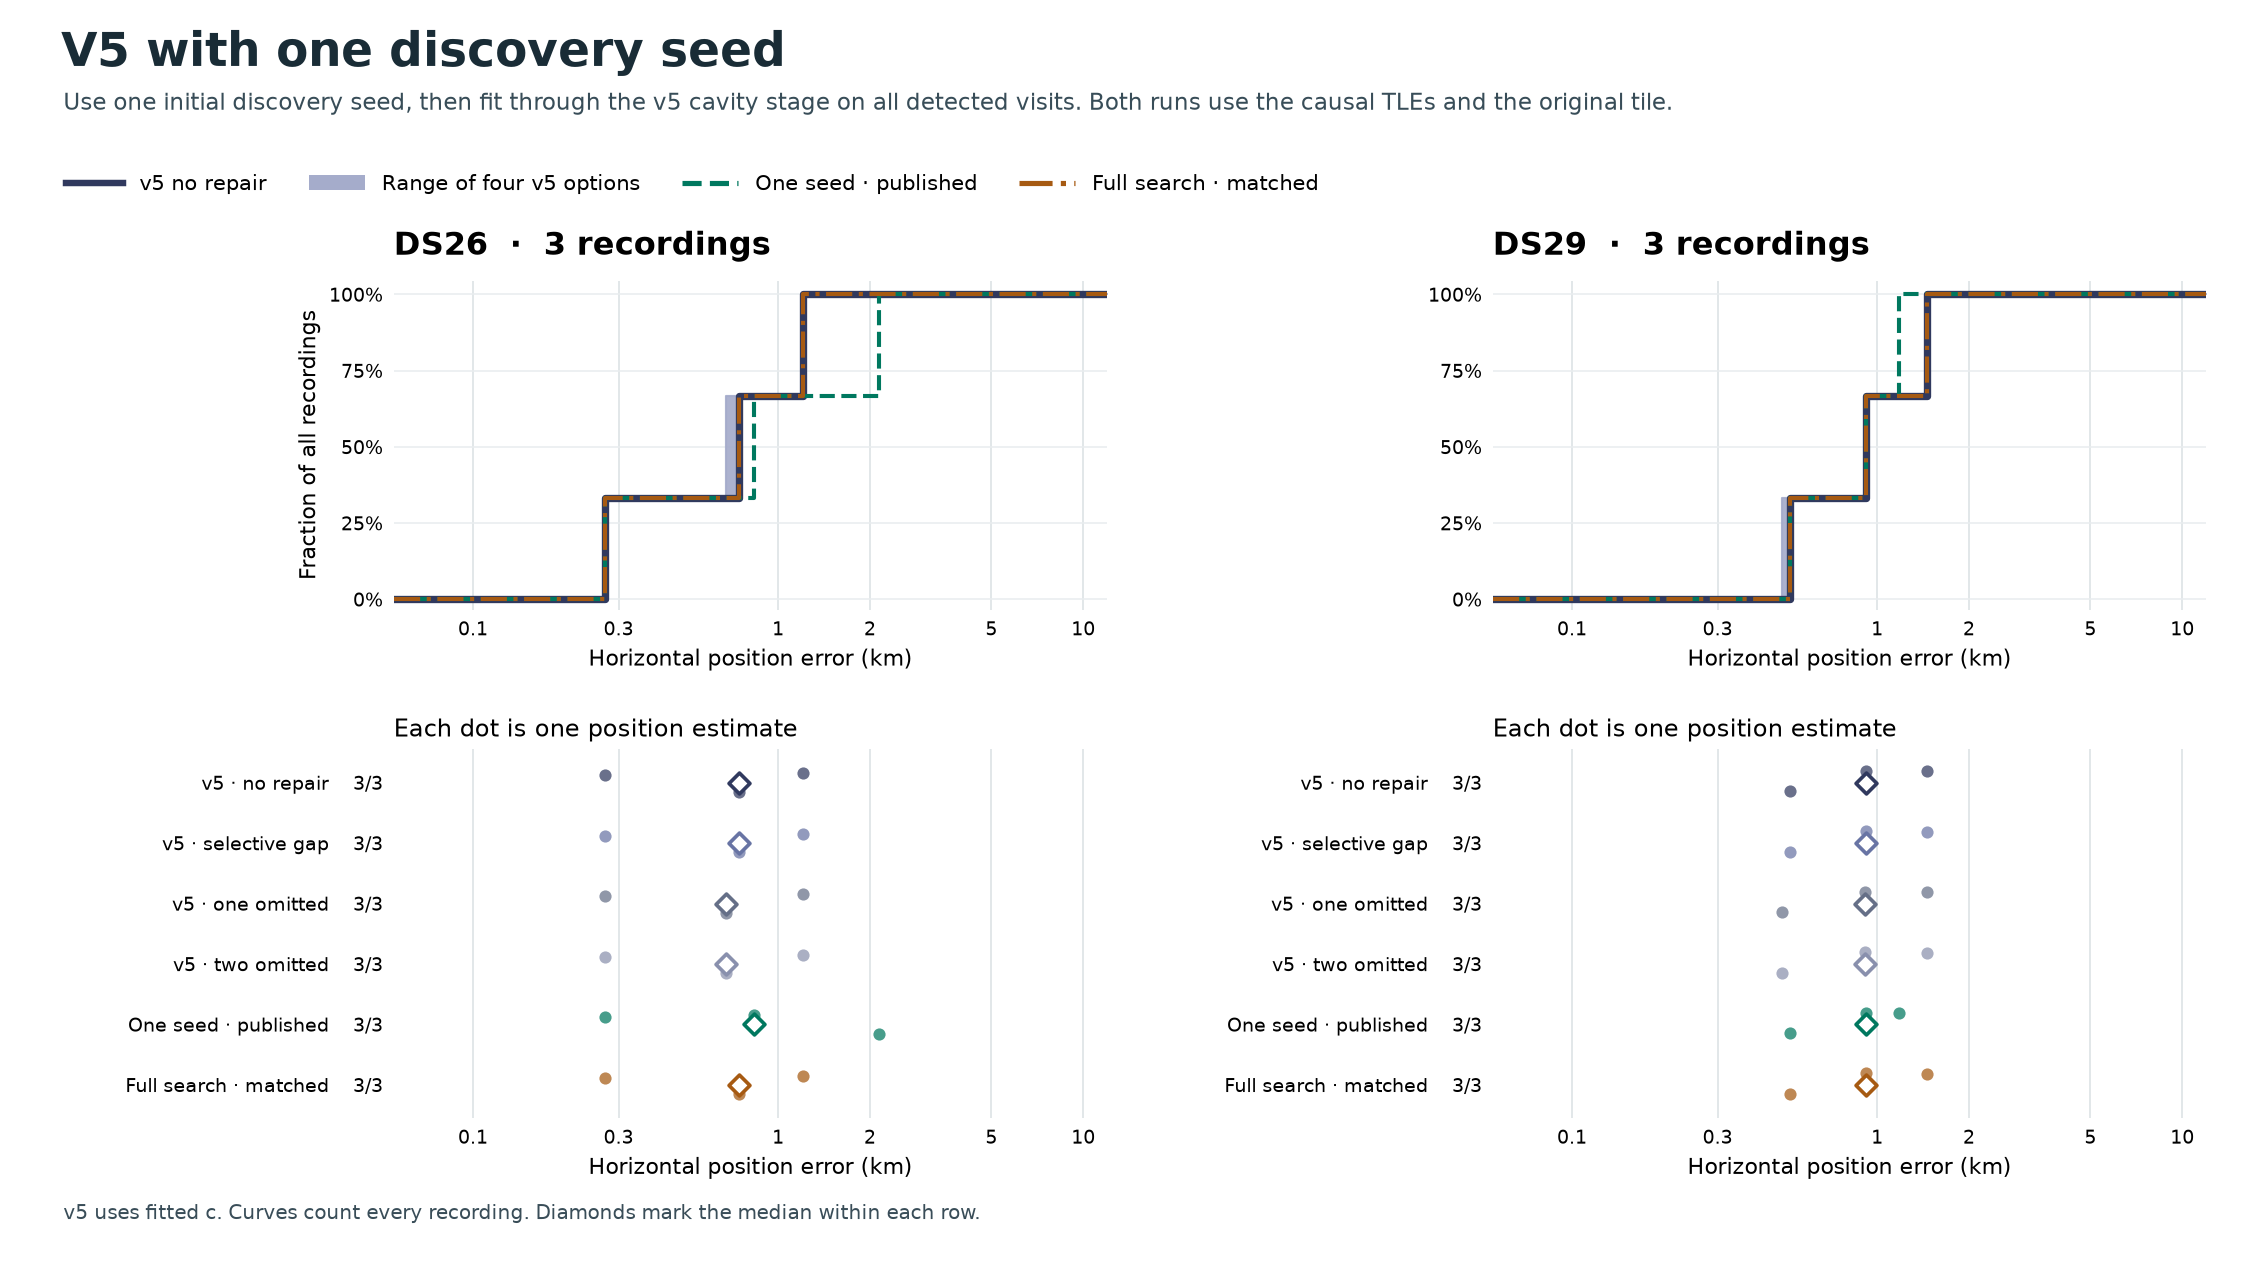 V5 with one discovery seed
Use one initial discovery seed, then fit through the v5 cavity stage on all detected visits. Both runs use the causal TLEs and the original tile.
v5 no repair
Range of four v5 options
One seed · published
Full search · matched
DS26 · 3 recordings
Fraction of all recordings
100%
75%
50%
25%
0%
0.1 0.3 1 2 5 10
Horizontal position error (km)
DS29 · 3 recordings
100%
75%
50%
25%
0%
0.1 0.3 1 2 5 10
Horizontal position error (km)
Each dot is one position estimate
v5 · no repair 3/3
v5 · selective gap 3/3
v5 · one omitted 3/3
v5 · two omitted 3/3
One seed · published 3/3
Full search · matched 3/3
0.1 0.3 1 2 5 10
Horizontal position error (km)
Each dot is one position estimate
v5 · no repair 3/3
v5 · selective gap 3/3
v5 · one omitted 3/3
v5 · two omitted 3/3
One seed · published 3/3
Full search · matched 3/3
0.1 0.3 1 2 5 10
Horizontal position error (km)
v5 uses fitted c. Curves count every recording. Diamonds mark the median within each row.